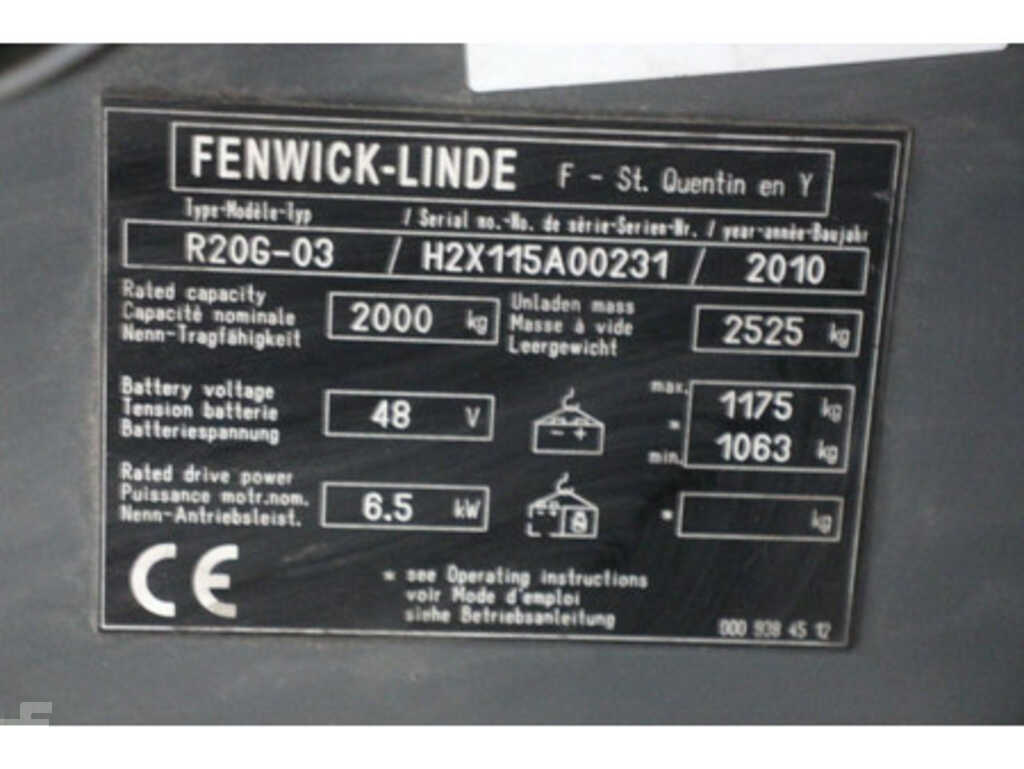 FENWICK-LINDE F - St. Quentin en Y
Type-Modèle-Typ / Serial no.-No. de série-Serien-Nr. / year-année-Baujahr
R20G-03 / H2X115A00231 / 2010
Rated capacity
Capacité nominale 2000 kg
Nenn-Tragfähigkeit
Unladen mass
Masse à vide 2525 kg
Leergewicht
Battery voltage
Tension batterie 48 V
Batteriespannung
- +
max. 1175 kg
*
min. 1063 kg
Rated drive power
Puissance motr.nom. 6.5 kW
Nenn-Antriebsleist.
* kg
CE
* see Operating instructions
voir Mode d'emploi
siehe Betriebsanleitung
000 938 45 12